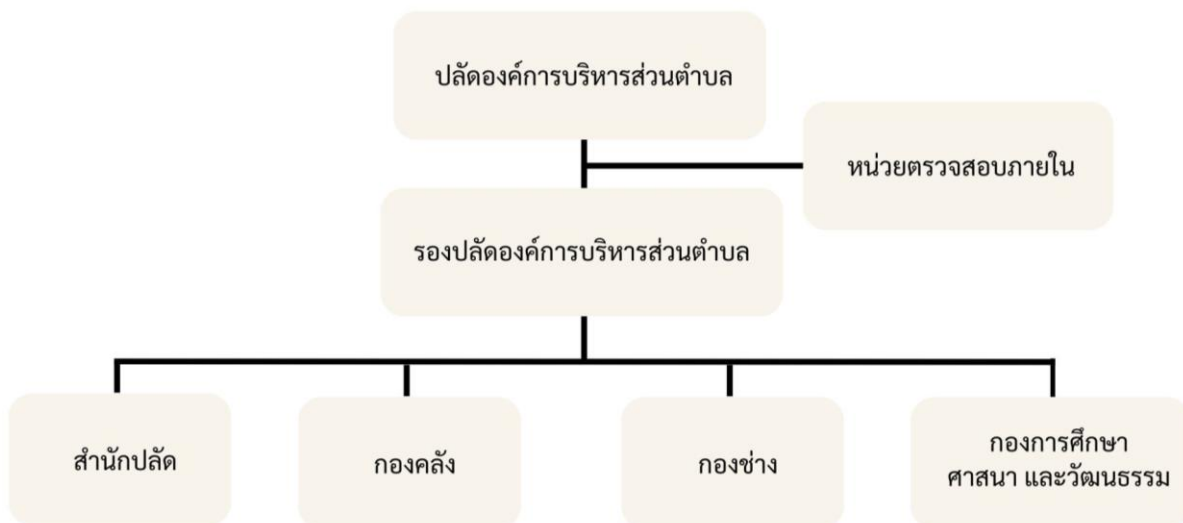 ปลัดองค์การบริหารส่วนตำบล
หน่วยตรวจสอบภายใน
รองปลัดองค์การบริหารส่วนตำบล
สำนักปลัด
กองคลัง
กองช่าง
กองการศึกษา
ศาสนา และวัฒนธรรม